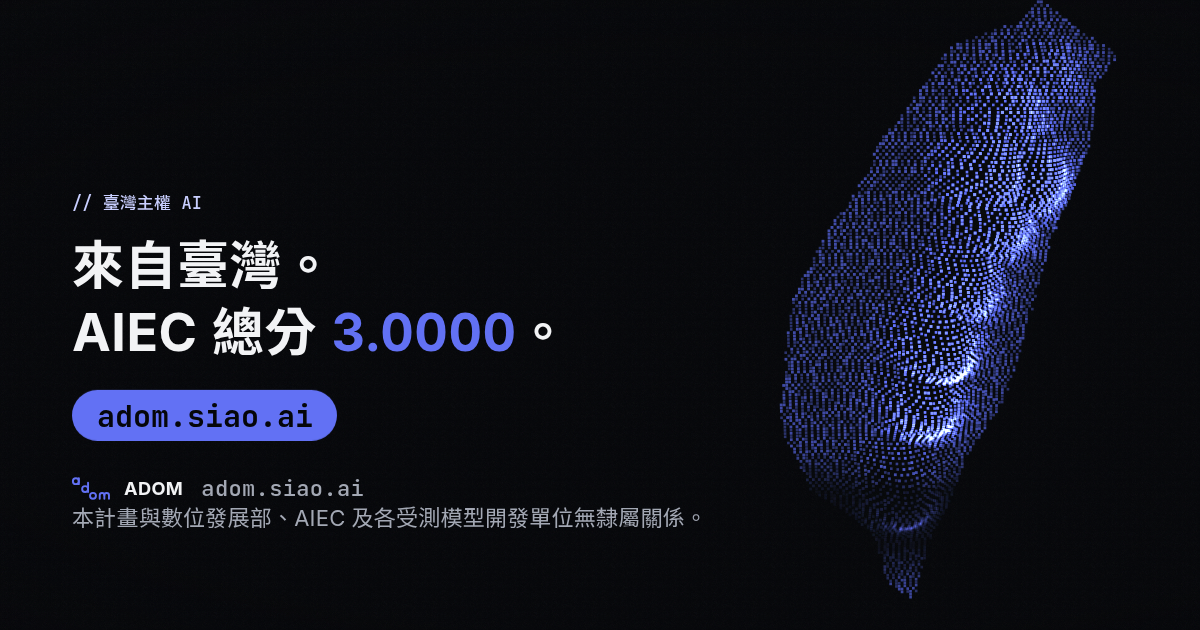 // 臺灣主權 AI
來自臺灣。
AIEC 總分 3.0000。
adom.siao.ai
adom ADOM adom.siao.ai
本計畫與數位發展部、AIEC 及各受測模型開發單位無隸屬關係。